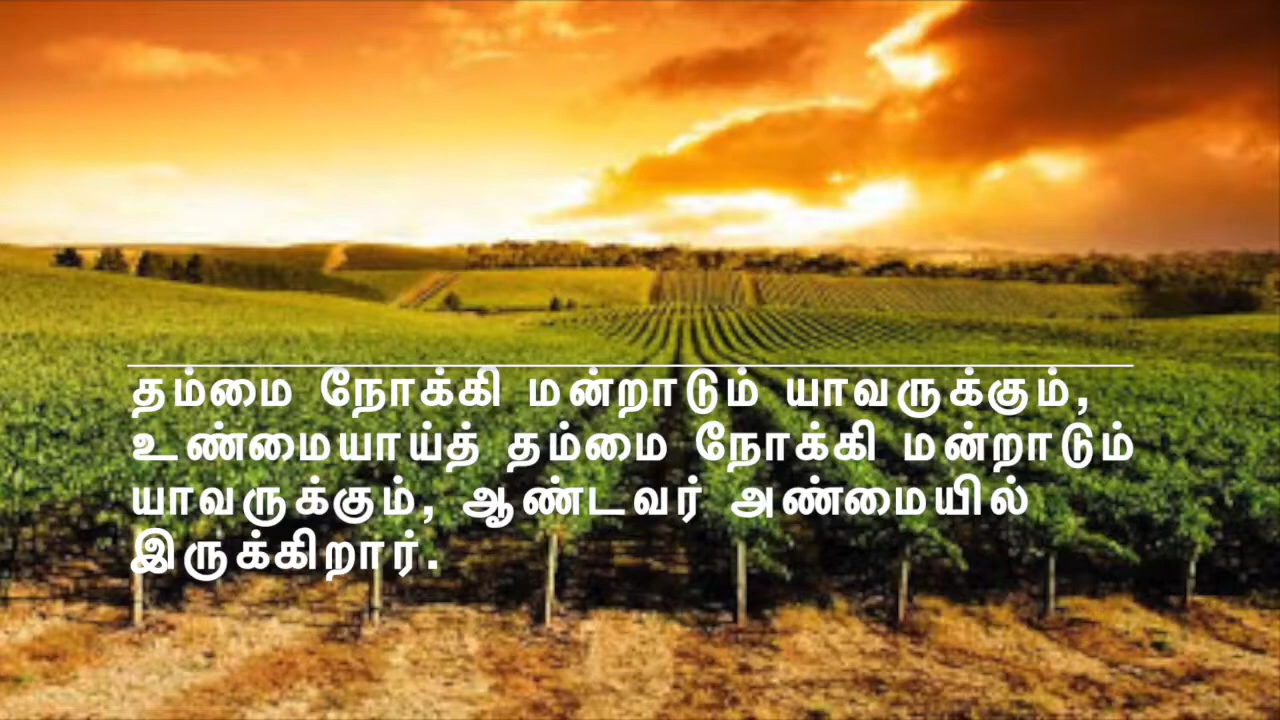 தம்மை நோக்கி மன்றாடும் யாவருக்கும்,
உண்மையாய்த் தம்மை நோக்கி மன்றாடும்
யாவருக்கும், ஆண்டவர் அண்மையில்
இருக்கிறார்.